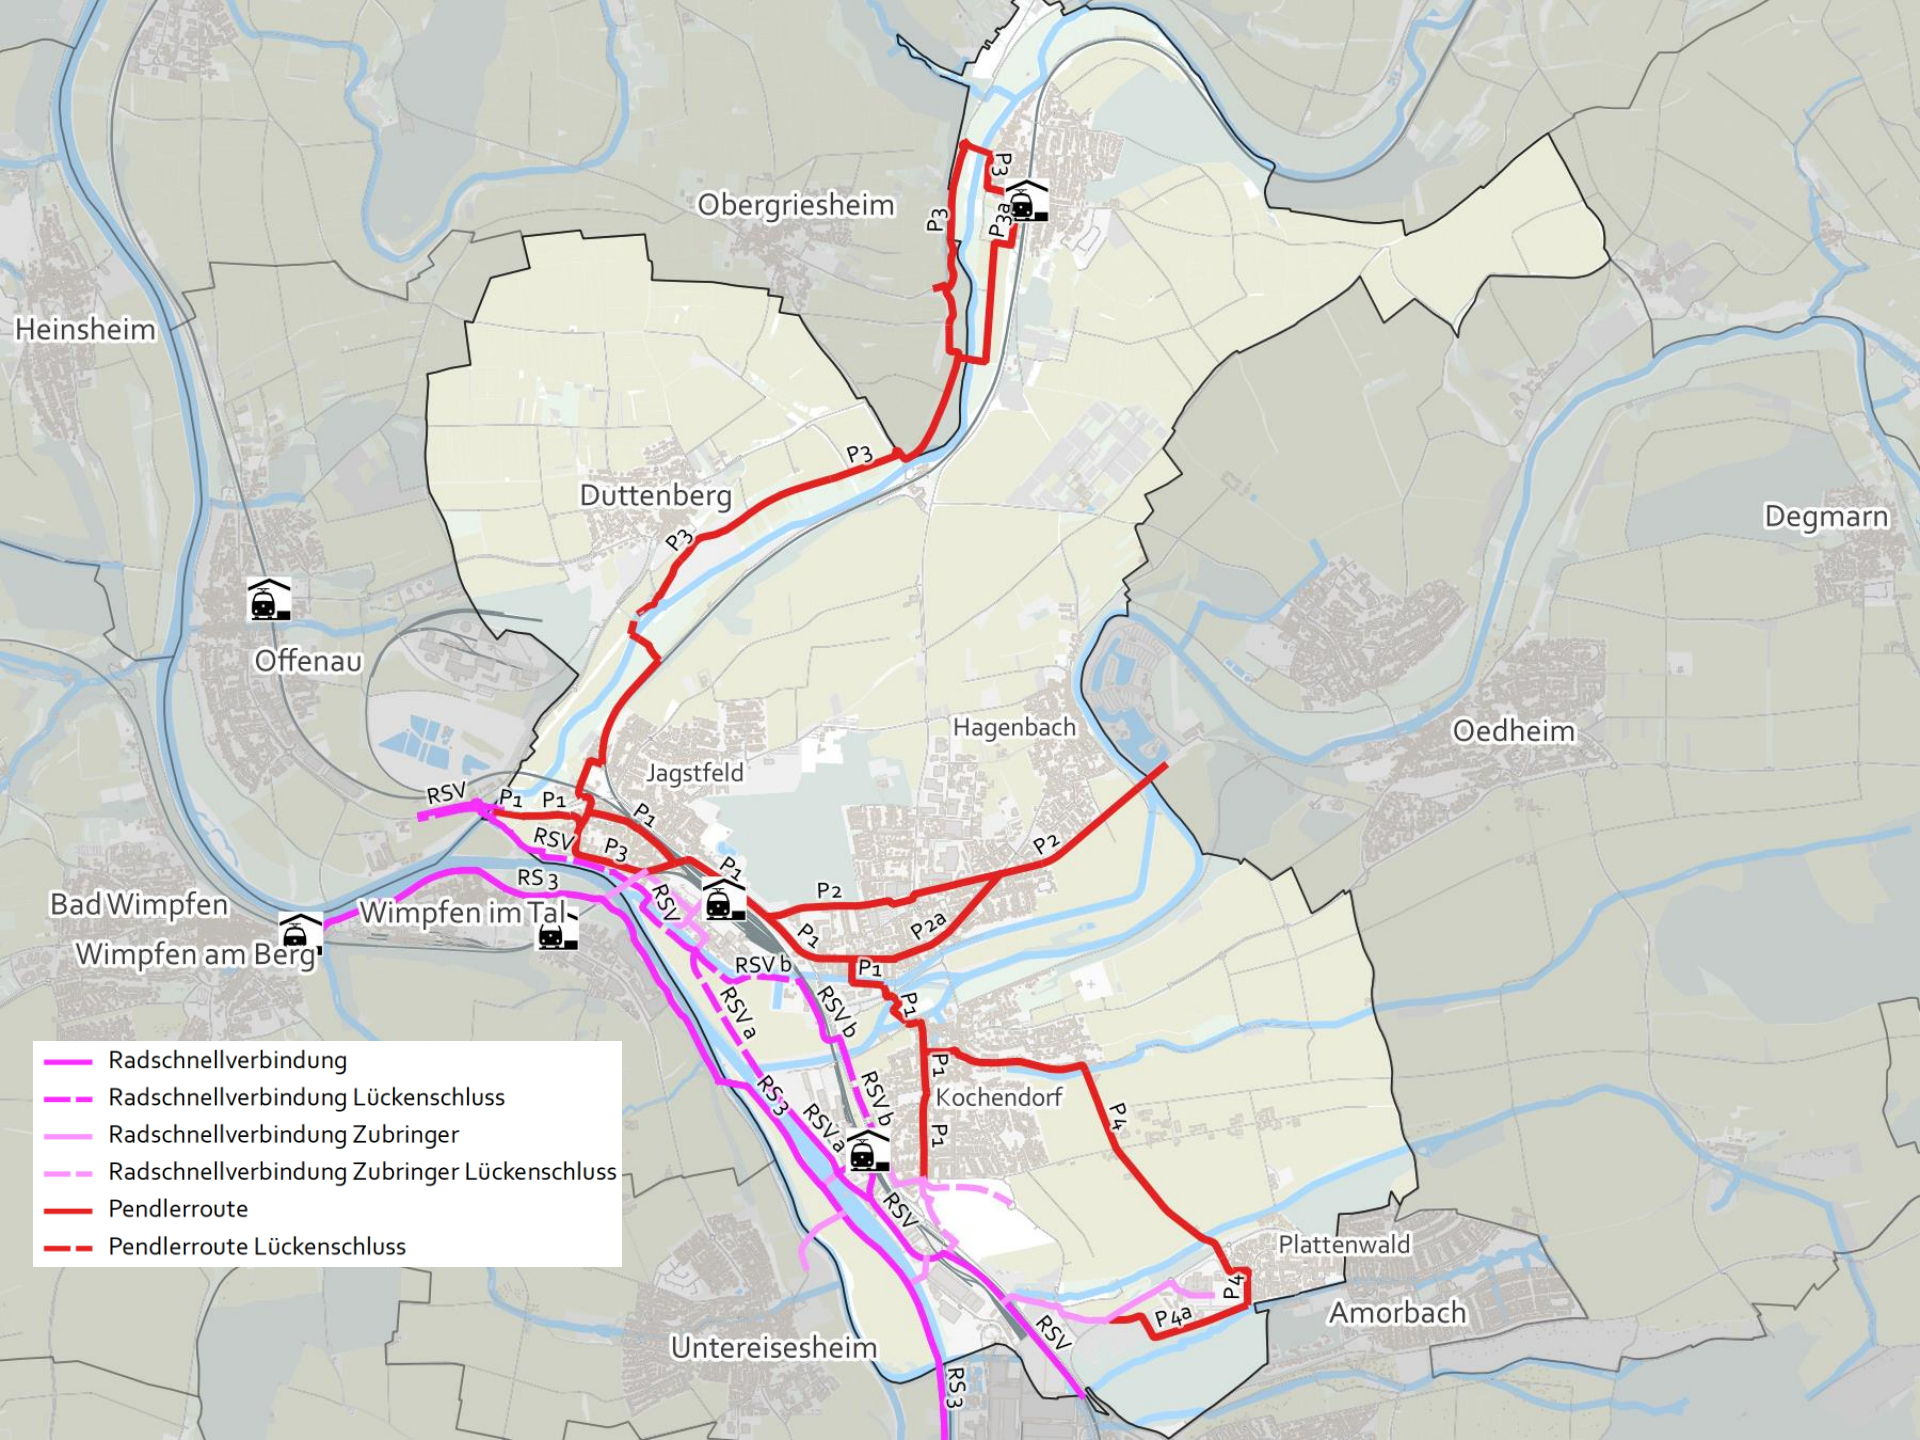 P3
Obergriesheim
P3
P3a
Heinsheim
P3
Duttenberg
Degmarn
P3
Offenau
Hagenbach
Oedheim
Jagstfeld
RSV
P1
P1
P1
RSV
P3
P2
P1
RS3
P2
Bad Wimpfen
Wimpfen im Tal
RSV
P2a
P1
Wimpfen am Berg
RSV b
P1
RSV a
RSV b
P1
Radschnellverbindung
P1
Radschnellverbindung Lückenschluss
RS3
RSV b
Kochendorf
P4
Radschnellverbindung Zubringer
RSV a
P1
Radschnellverbindung Zubringer Lückenschluss
Pendlerroute
RSV
Pendlerroute Lückenschluss
Plattenwald
P4
P4a
Amorbach
RSV
Untereisesheim
RS3